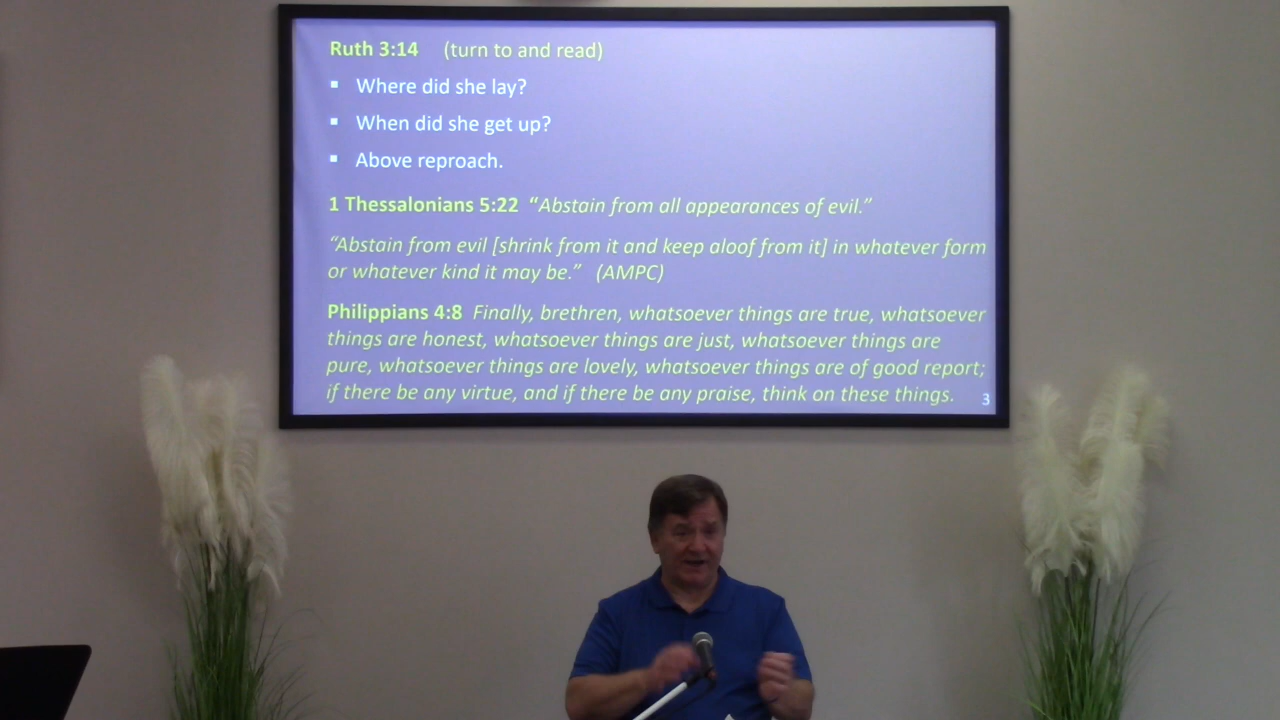 Ruth 3:14 (turn to and read)
▪ Where did she lay?
▪ When did she get up?
▪ Above reproach.
1 Thessalonians 5:22 “Abstain from all appearances of evil.”
“Abstain from evil [shrink from it and keep aloof from it] in whatever form
or whatever kind it may be.” (AMPC)
Philippians 4:8 Finally, brethren, whatsoever things are true, whatsoever
things are honest, whatsoever things are just, whatsoever things are
pure, whatsoever things are lovely, whatsoever things are of good report;
if there be any virtue, and if there be any praise, think on these things.
3